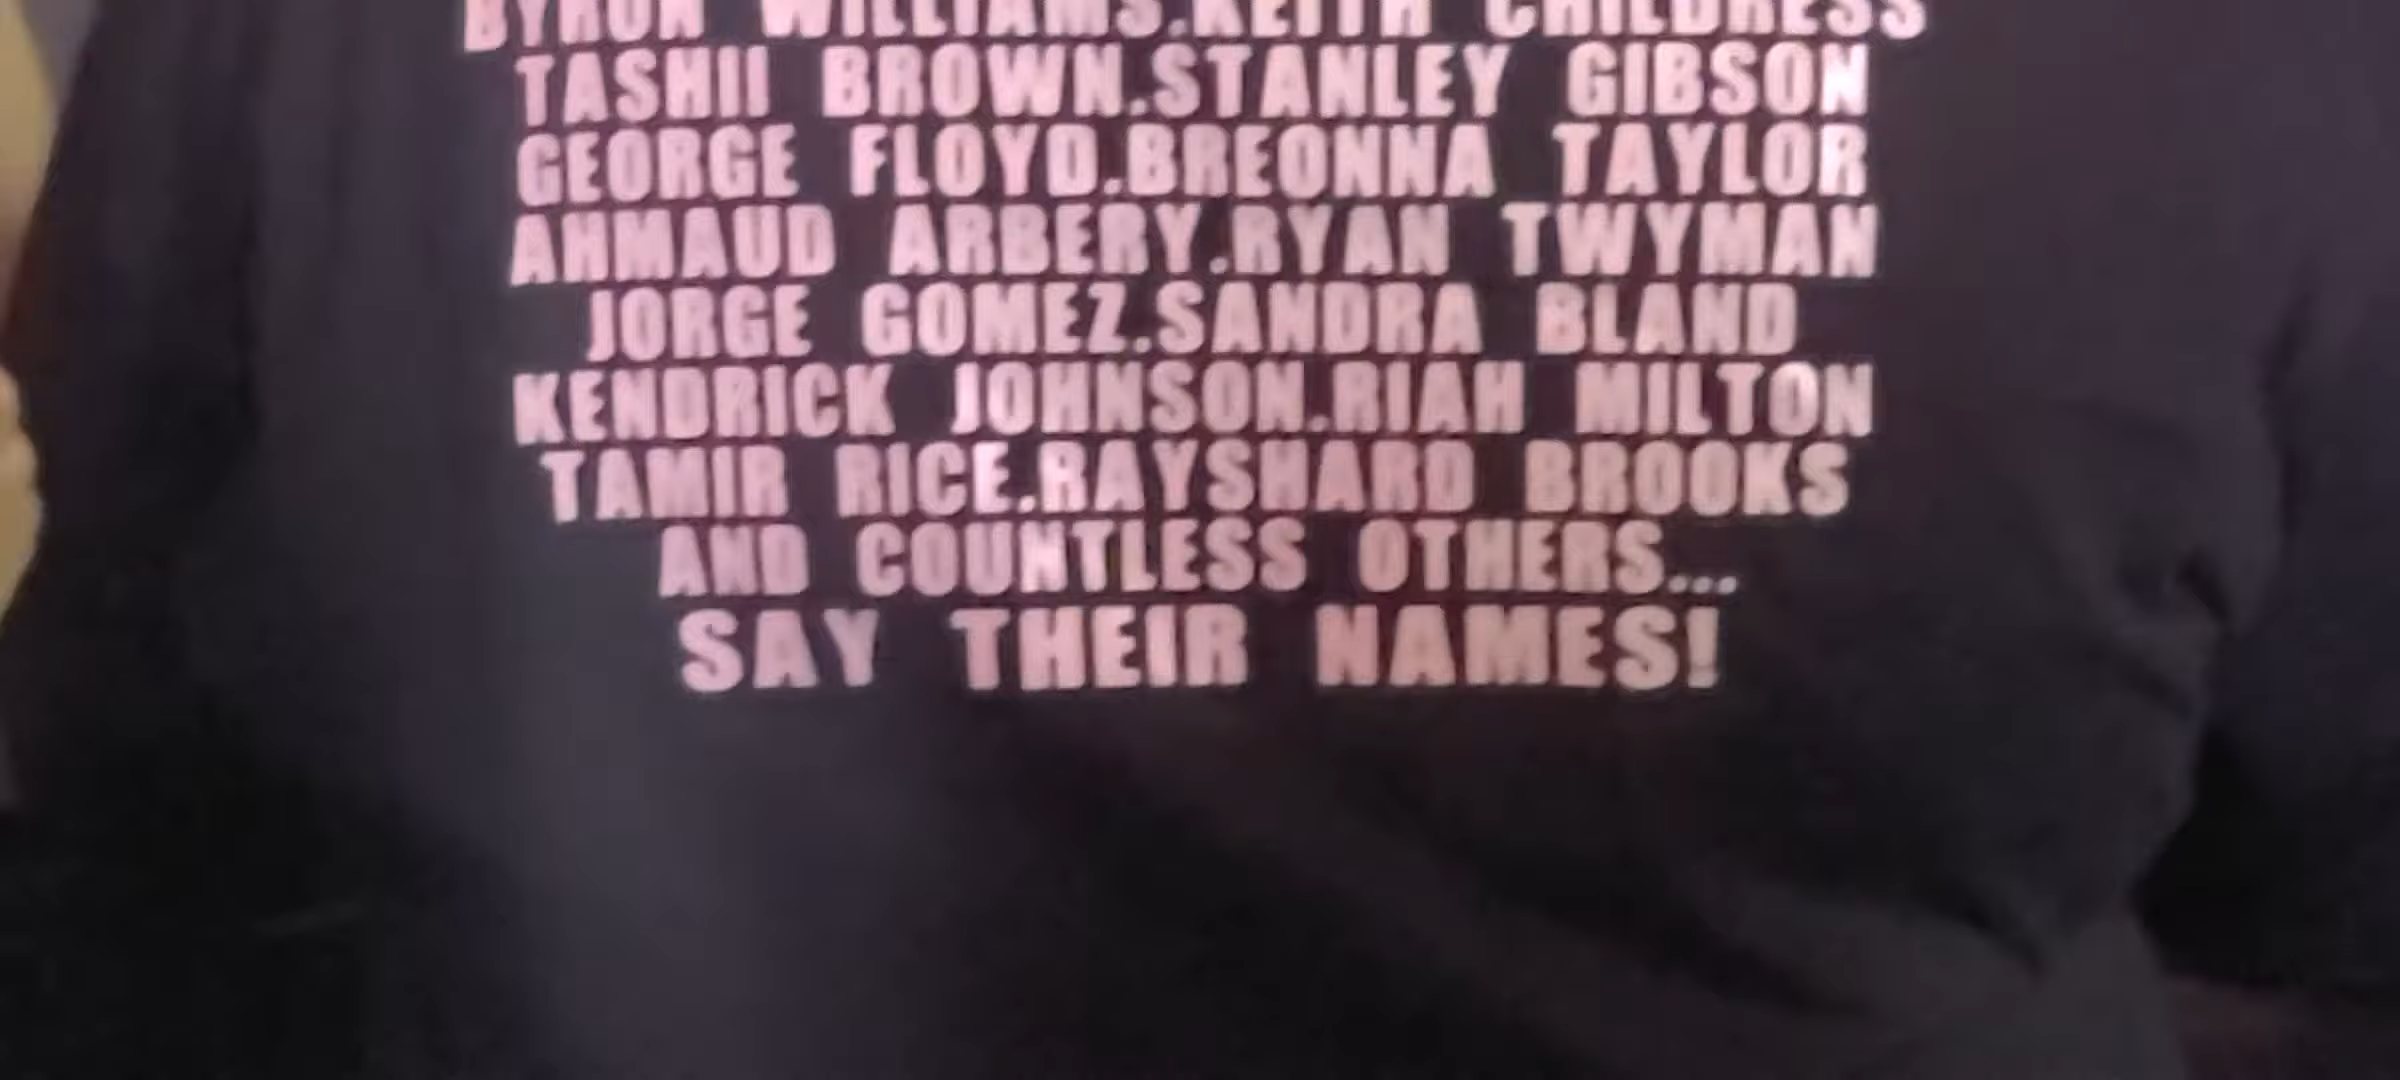 BYRON WILLIAMS.KEITH CHILDRESS
TASHII BROWN.STANLEY GIBSON
GEORGE FLOYD.BREONNA TAYLOR
AHMAUD ARBERY.RYAN TWYMAN
JORGE GOMEZ.SANDRA BLAND
KENDRICK JOHNSON.RIAH MILTON
TAMIR RICE.RAYSHARD BROOKS
AND COUNTLESS OTHERS...
SAY THEIR NAMES!